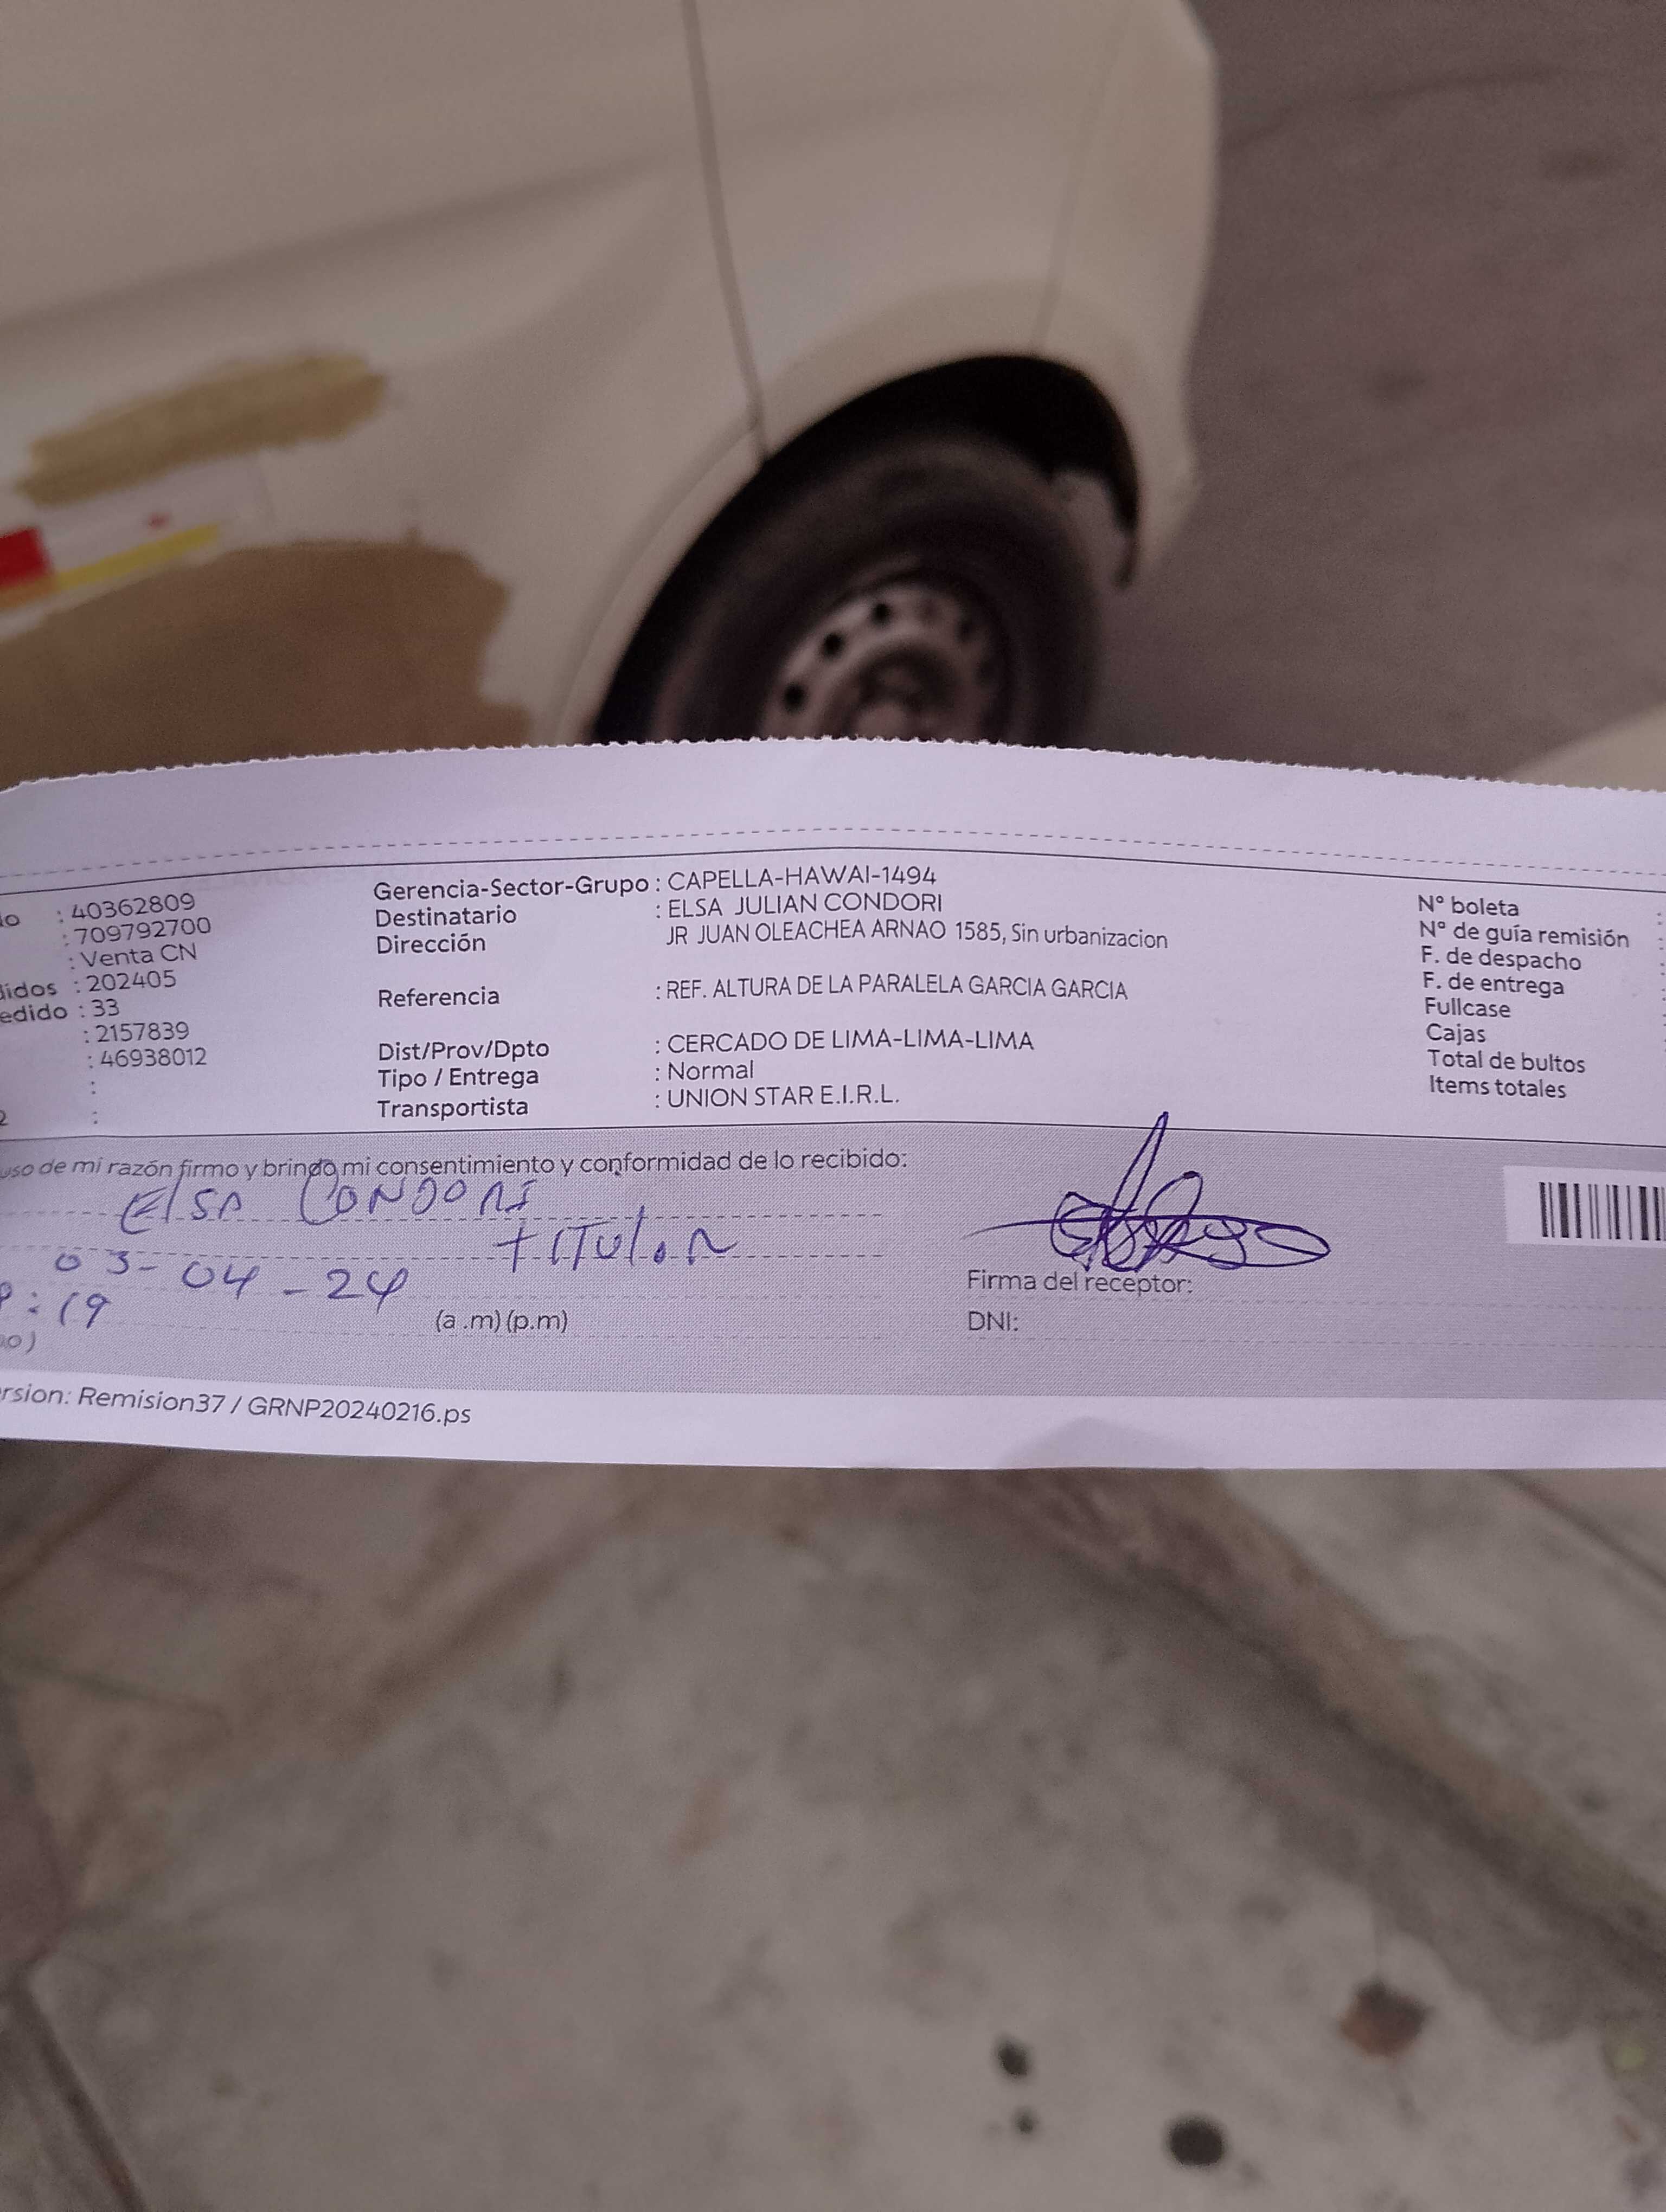 : 40362809
: 709792700
: Venta CN
: 202405
: 33
: 2157839
: 46938012
:
:
Gerencia-Sector-Grupo : CAPELLA-HAWAI-1494
Destinatario : ELSA JULIAN CONDORI
Dirección JR JUAN OLEACHEA ARNAO 1585, Sin urbanizacion
Referencia : REF. ALTURA DE LA PARALELA GARCIA GARCIA
Dist/Prov/Dpto : CERCADO DE LIMA-LIMA-LIMA
Tipo / Entrega : Normal
Transportista : UNION STAR E.I.R.L.
N° boleta :
N° de guía remisión :
F. de despacho :
F. de entrega :
Fullcase
Cajas
Total de bultos
Items totales
uso de mi razón firmo y brindo mi consentimiento y conformidad de lo recibido:
Elsa CONDORI
titular
03-04-24
:19
(a .m) (p.m)
Firma del receptor:
DNI:
rsion: Remision37 / GRNP20240216.ps